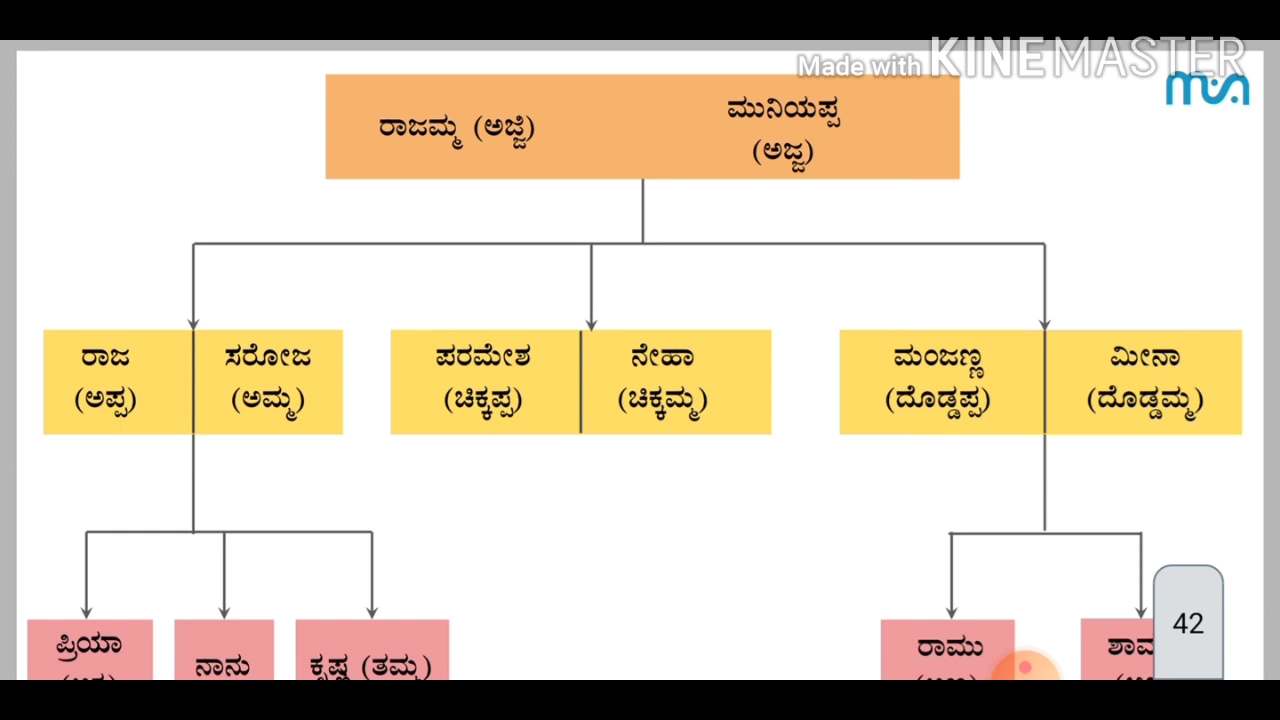 Made with KINEMASTER
ರಾಜಮ್ಮ (ಅಜ್ಜಿ)
ಮುನಿಯಪ್ಪ
(ಅಜ್ಜ)
ರಾಜ
(ಅಪ್ಪ)
ಸರೋಜ
(ಅಮ್ಮ)
ಪರಮೇಶ
(ಚಿಕ್ಕಪ್ಪ)
ನೇಹಾ
(ಚಿಕ್ಕಮ್ಮ)
ಮಂಜಣ್ಣ
(ದೊಡ್ಡಪ್ಪ)
ಮೀನಾ
(ದೊಡ್ಡಮ್ಮ)
ಪ್ರಿಯಾ
ನಾನು
ಕೃಷ್ಣ (ತಮ್ಮ)
ರಾಮು
42